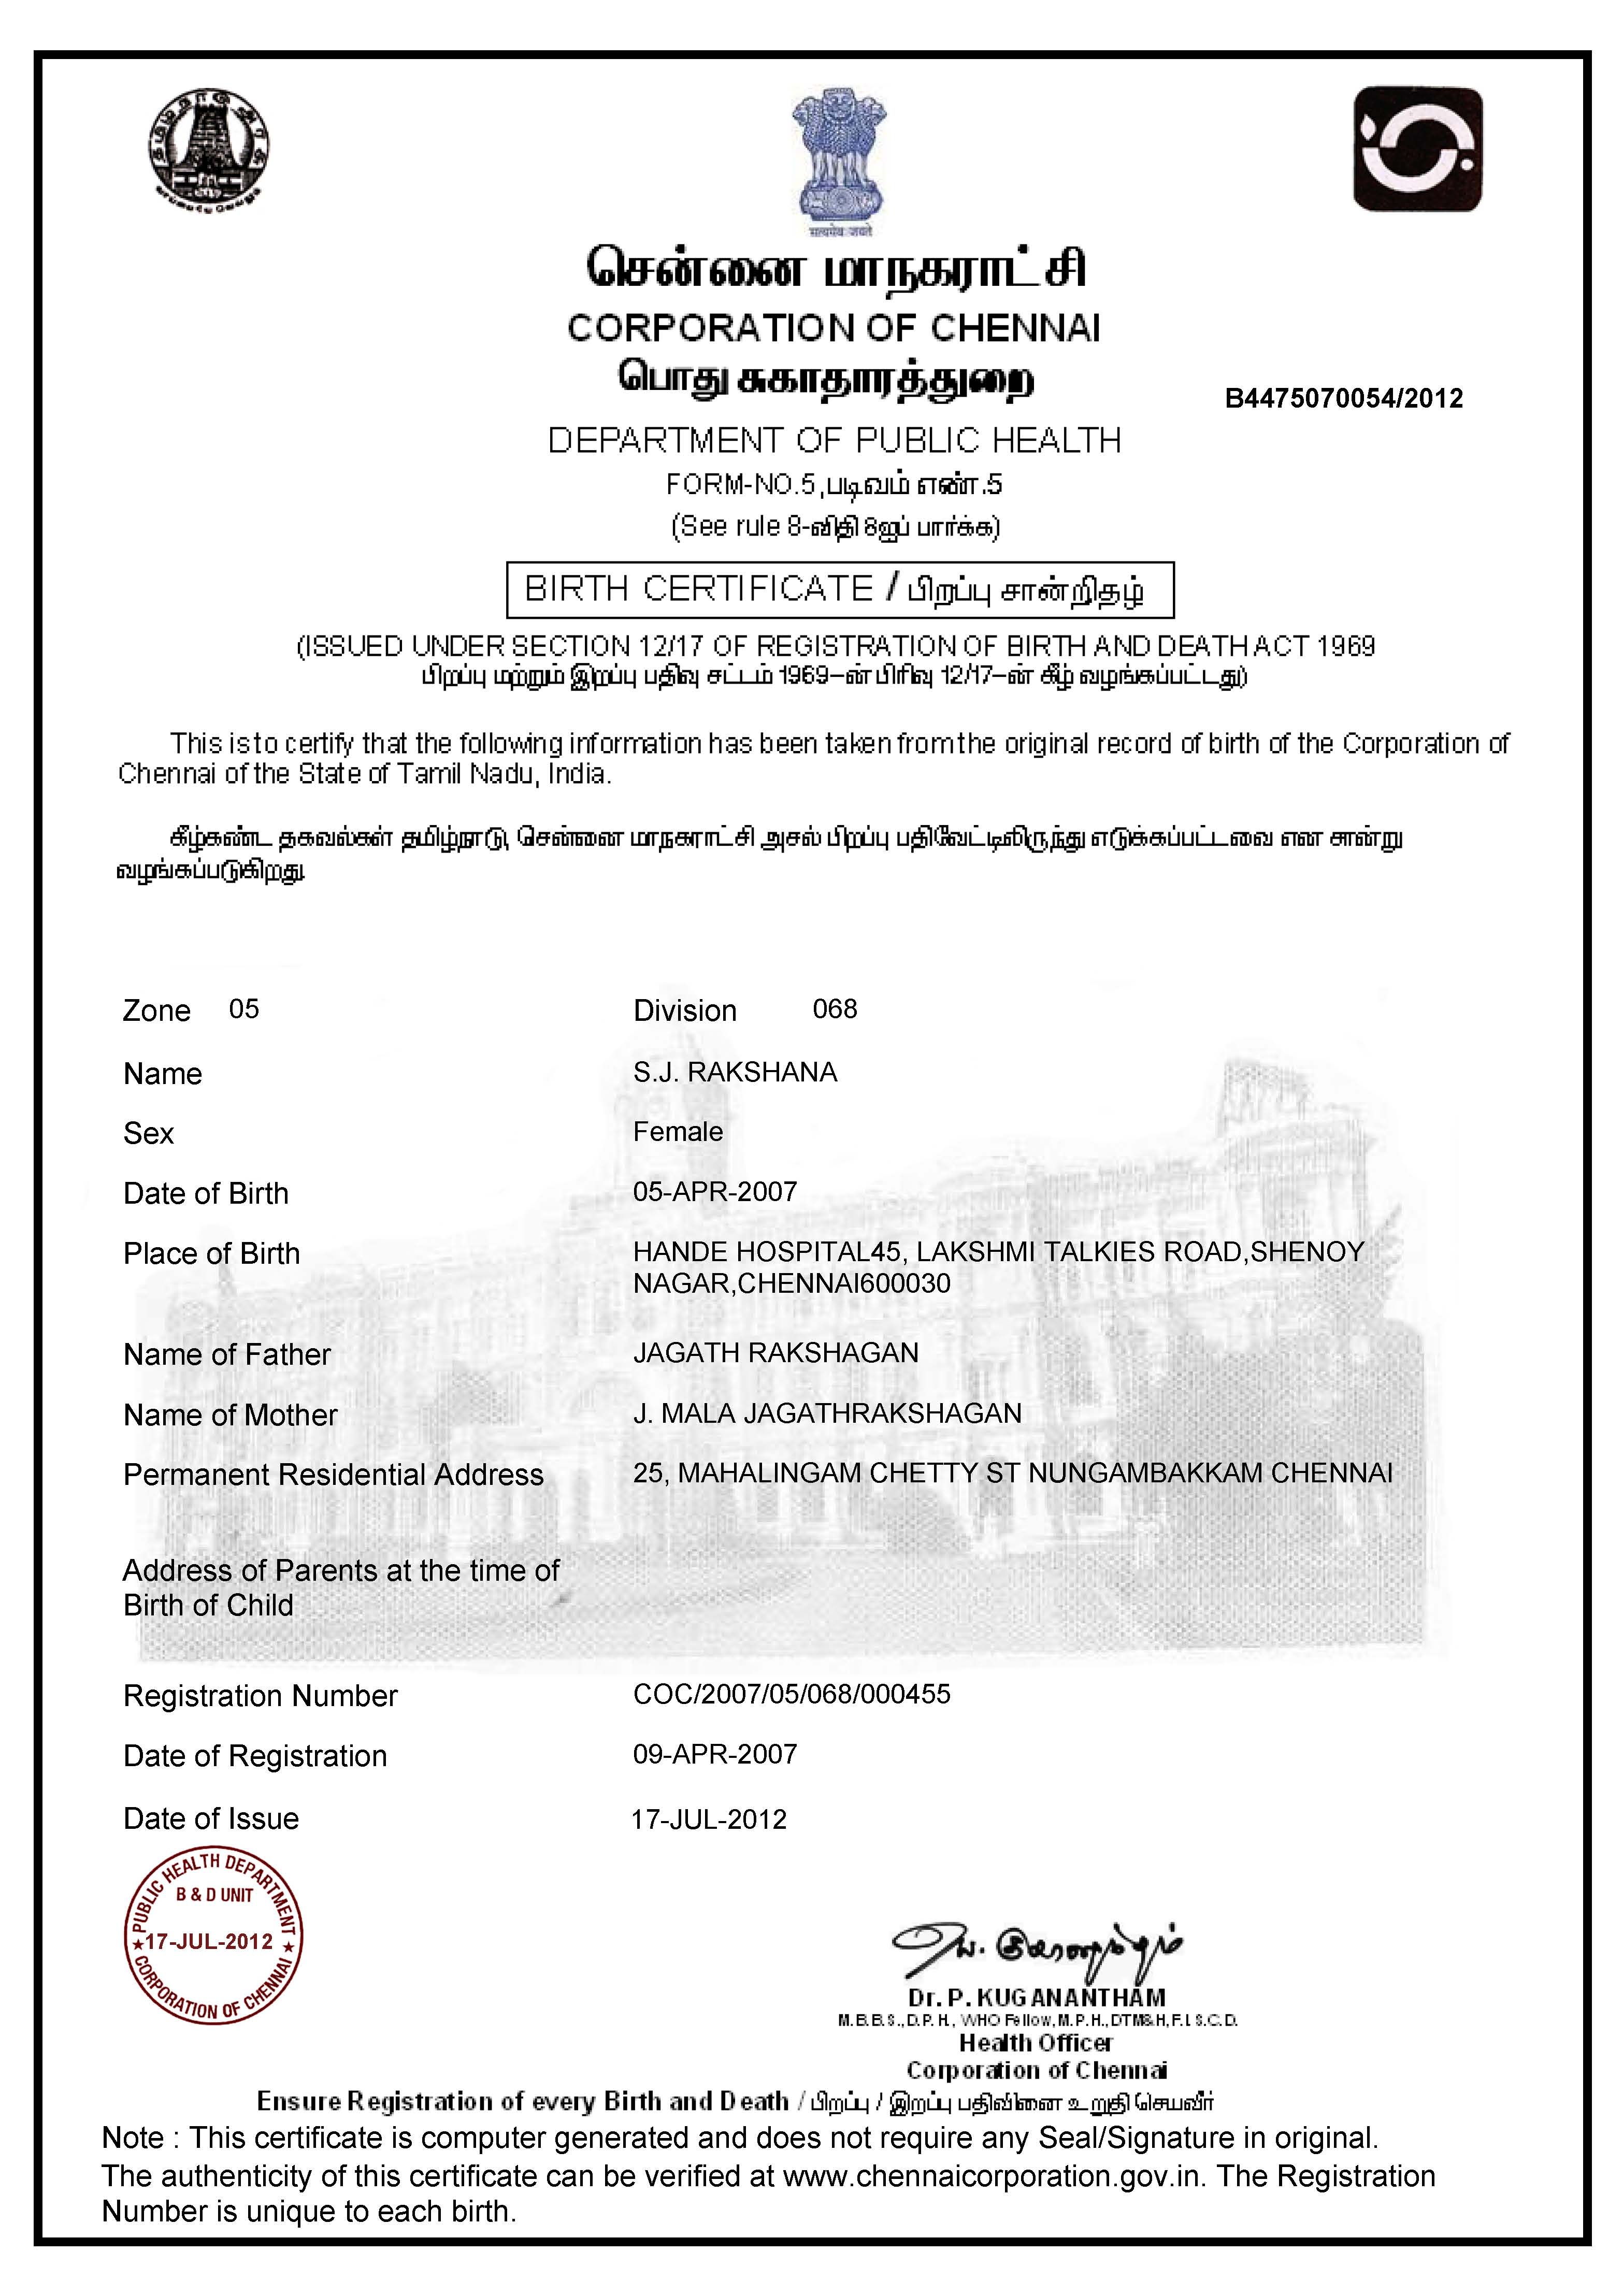 தமிழ்நாடு அரசு
வாய்மையே வெல்லும்
सत्यमेव जयते
சென்னை மாநகராட்சி
CORPORATION OF CHENNAI
பொது சுகாதாரத்துறை
B4475070054/2012
DEPARTMENT OF PUBLIC HEALTH
FORM-NO.5,படிவம் எண்.5
(See rule 8-விதி 8ஐப் பார்க்க)
BIRTH CERTIFICATE / பிறப்பு சான்றிதழ்
(ISSUED UNDER SECTION 12/17 OF REGISTRATION OF BIRTH AND DEATH ACT 1969
பிறப்பு மற்றும் இறப்பு பதிவு சட்டம் 1969-ன் பிரிவு 12/17-ன் கீழ் வழங்கப்பட்டது)
This is to certify that the following information has been taken from the original record of birth of the Corporation of
Chennai of the State of Tamil Nadu, India.
கீழ்கண்ட தகவல்கள் தமிழ்நாடு, சென்னை மாநகராட்சி அசல் பிறப்பு பதிவேட்டிலிருந்து எடுக்கப்பட்டவை என சான்று
வழங்கப்படுகிறது.
Zone 05 Division 068
Name S.J. RAKSHANA
Sex Female
Date of Birth 05-APR-2007
Place of Birth HANDE HOSPITAL45, LAKSHMI TALKIES ROAD,SHENOY
NAGAR,CHENNAI600030
Name of Father JAGATH RAKSHAGAN
Name of Mother J. MALA JAGATHRAKSHAGAN
Permanent Residential Address 25, MAHALINGAM CHETTY ST NUNGAMBAKKAM CHENNAI
Address of Parents at the time of
Birth of Child
Registration Number COC/2007/05/068/000455
Date of Registration 09-APR-2007
Date of Issue 17-JUL-2012
PUBLIC HEALTH DEPARTMENT
B & D UNIT
★17-JUL-2012 ★
CORPORATION OF CHENNAI
Dr. P. KUGANANTHAM
M.B.B.S., D.P.H., WHO Fellow, M.P.H., DTM&H, F.I.S.C.D.
Health Officer
Corporation of Chennai
Ensure Registration of every Birth and Death / பிறப்பு / இறப்பு பதிவினை உறுதி செய்வீர்
Note : This certificate is computer generated and does not require any Seal/Signature in original.
The authenticity of this certificate can be verified at www.chennaicorporation.gov.in. The Registration
Number is unique to each birth.